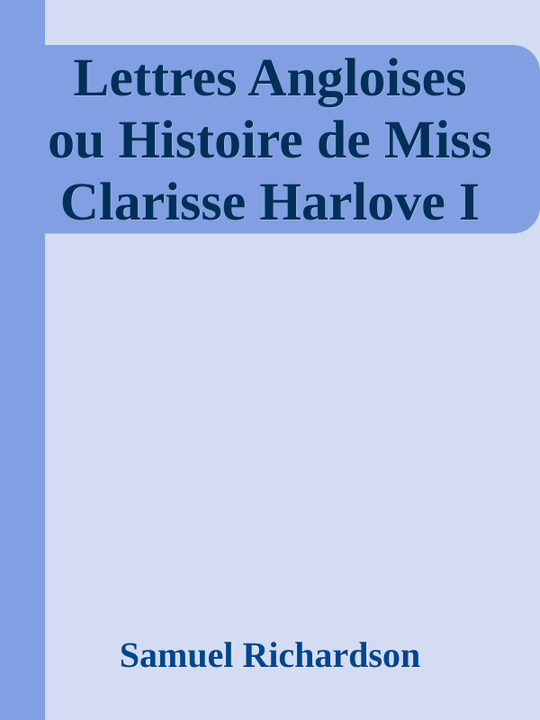 Lettres Angloises
ou Histoire de Miss
Clarisse Harlove I
Samuel Richardson